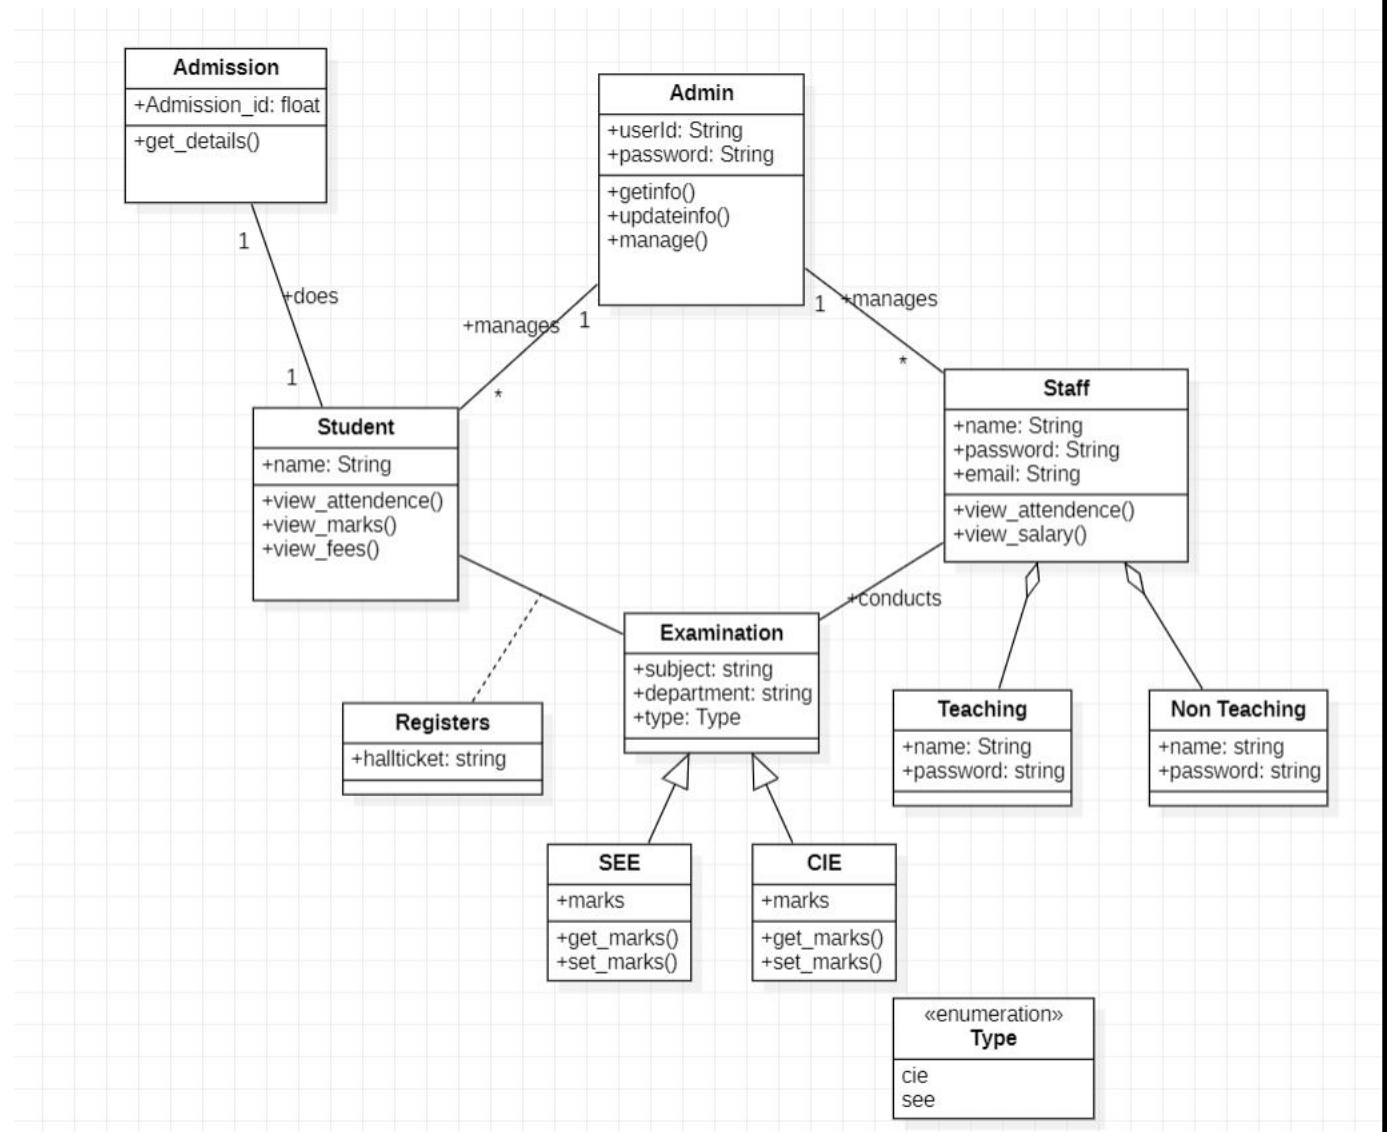 Admission
+Admission_id: float
+get_details()
Admin
+userId: String
+password: String
+getinfo()
+updateinfo()
+manage()
1
+does
1
+manages
1
*
1
+manages
*
Student
+name: String
+view_attendence()
+view_marks()
+view_fees()
Staff
+name: String
+password: String
+email: String
+view_attendence()
+view_salary()
+conducts
Examination
+subject: string
+department: string
+type: Type
Registers
+hallticket: string
Teaching
+name: String
+password: string
Non Teaching
+name: string
+password: string
SEE
+marks
+get_marks()
+set_marks()
CIE
+marks
+get_marks()
+set_marks()
«enumeration»
Type
cie
see